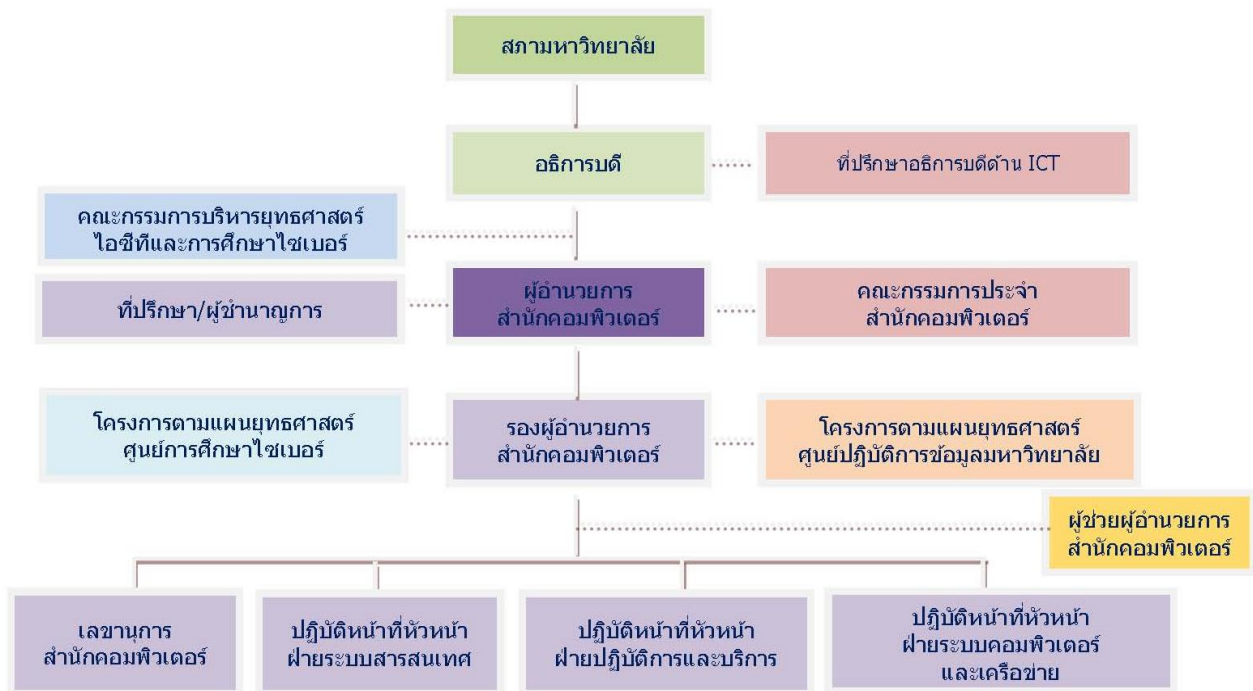 สภามหาวิทยาลัย
อธิการบดี
ที่ปรึกษาอธิการบดีด้าน ICT
คณะกรรมการบริหารยุทธศาสตร์
ไอซีทีและการศึกษาไซเบอร์
ที่ปรึกษา/ผู้ชำนาญการ
ผู้อำนวยการ
สำนักคอมพิวเตอร์
คณะกรรมการประจำ
สำนักคอมพิวเตอร์
โครงการตามแผนยุทธศาสตร์
ศูนย์การศึกษาไซเบอร์
รองผู้อำนวยการ
สำนักคอมพิวเตอร์
โครงการตามแผนยุทธศาสตร์
ศูนย์ปฏิบัติการข้อมูลมหาวิทยาลัย
ผู้ช่วยผู้อำนวยการ
สำนักคอมพิวเตอร์
เลขานุการ
สำนักคอมพิวเตอร์
ปฏิบัติหน้าที่หัวหน้า
ฝ่ายระบบสารสนเทศ
ปฏิบัติหน้าที่หัวหน้า
ฝ่ายปฏิบัติการและบริการ
ปฏิบัติหน้าที่หัวหน้า
ฝ่ายระบบคอมพิวเตอร์
และเครือข่าย